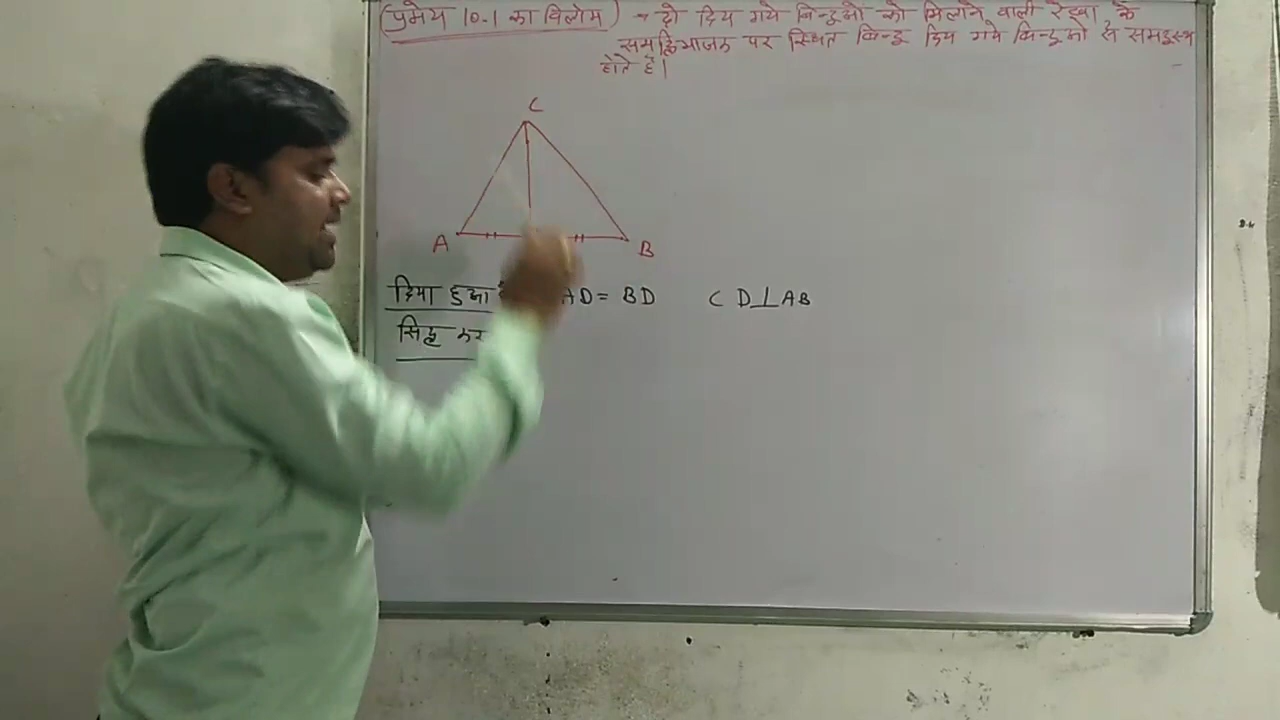 (प्रमेय 10.1 का विलोम) → दो दिये गये बिन्दुओं को मिलाने वाली रेखा के
समद्विभाजक पर स्थित बिन्दु दिये गये बिन्दुओं से समदूरस्थ
होते हैं।
C
A
B
दिया हुआ AD = BD CD⊥AB
सिद्ध कर